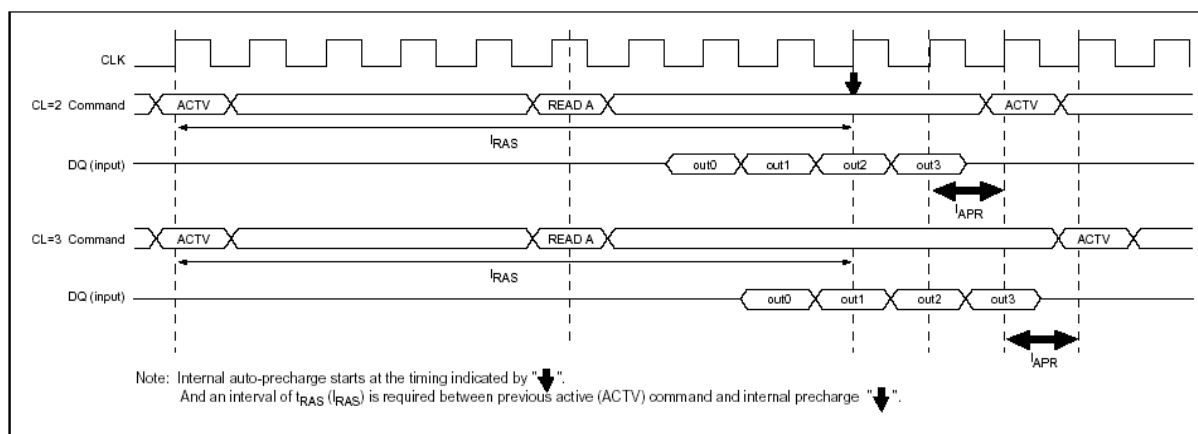 CLK
CL=2 Command ACTV READ A ACTV
lRAS
DQ (input) out0 out1 out2 out3
lAPR
CL=3 Command ACTV READ A ACTV
lRAS
DQ (input) out0 out1 out2 out3
lAPR
Note: Internal auto-precharge starts at the timing indicated by " ".
And an interval of tRAS (lRAS) is required between previous active (ACTV) command and internal precharge " ".